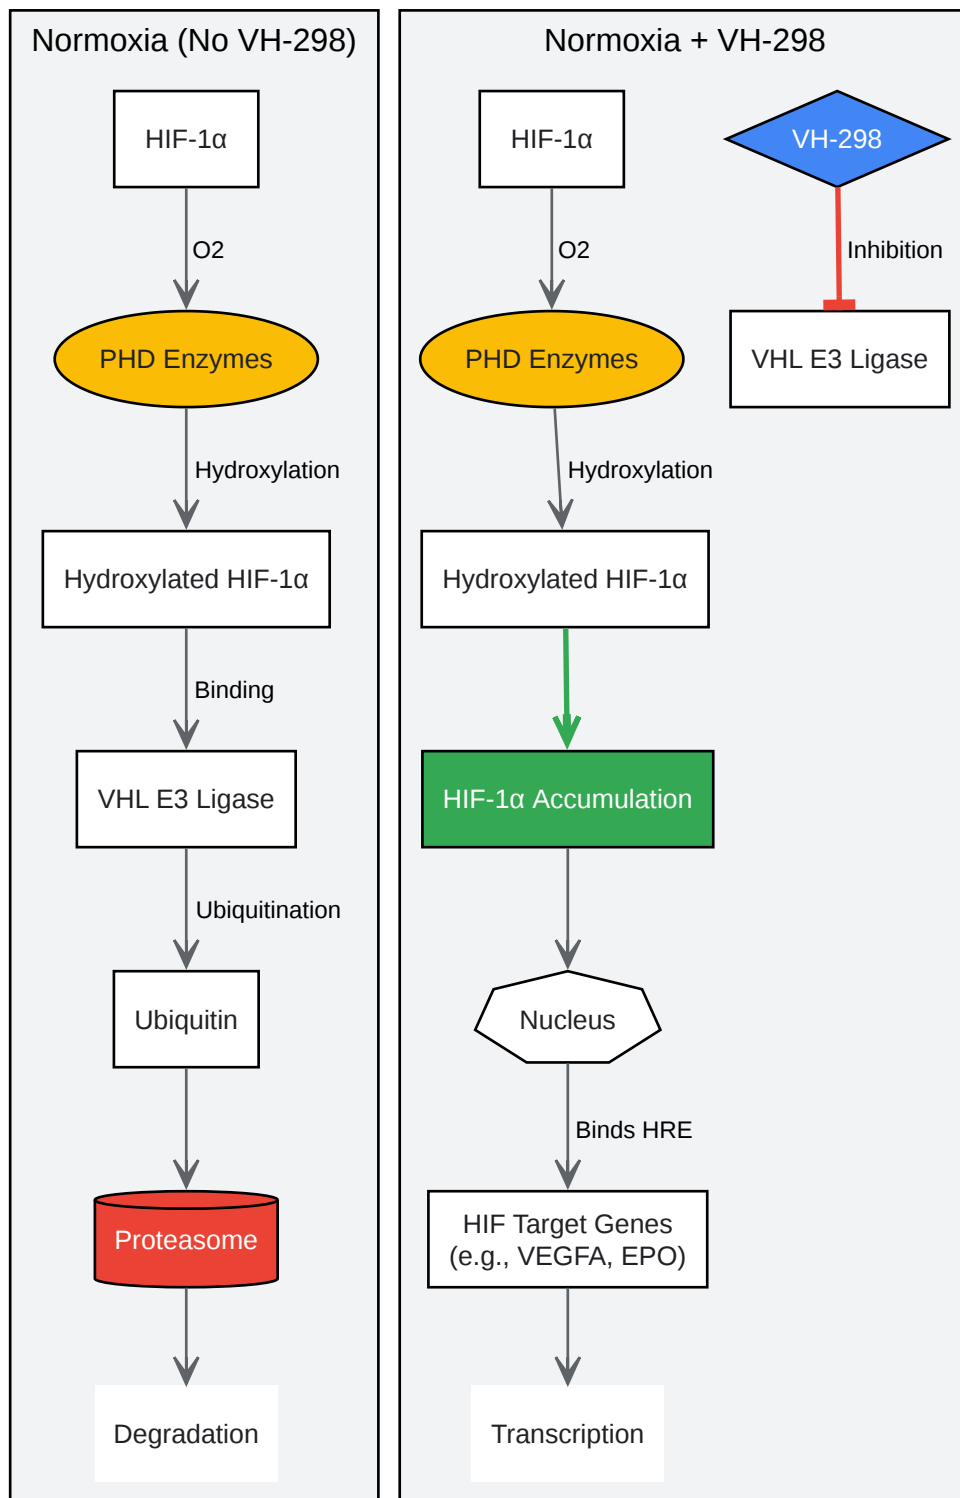 Normoxia (No VH-298)
HIF-1α
O2
PHD Enzymes
Hydroxylation
Hydroxylated HIF-1α
Binding
VHL E3 Ligase
Ubiquitination
Ubiquitin
Proteasome
Degradation
Normoxia + VH-298
HIF-1α
O2
PHD Enzymes
Hydroxylation
Hydroxylated HIF-1α
HIF-1α Accumulation
Nucleus
Binds HRE
HIF Target Genes
(e.g., VEGFA, EPO)
Transcription
VH-298
Inhibition
VHL E3 Ligase